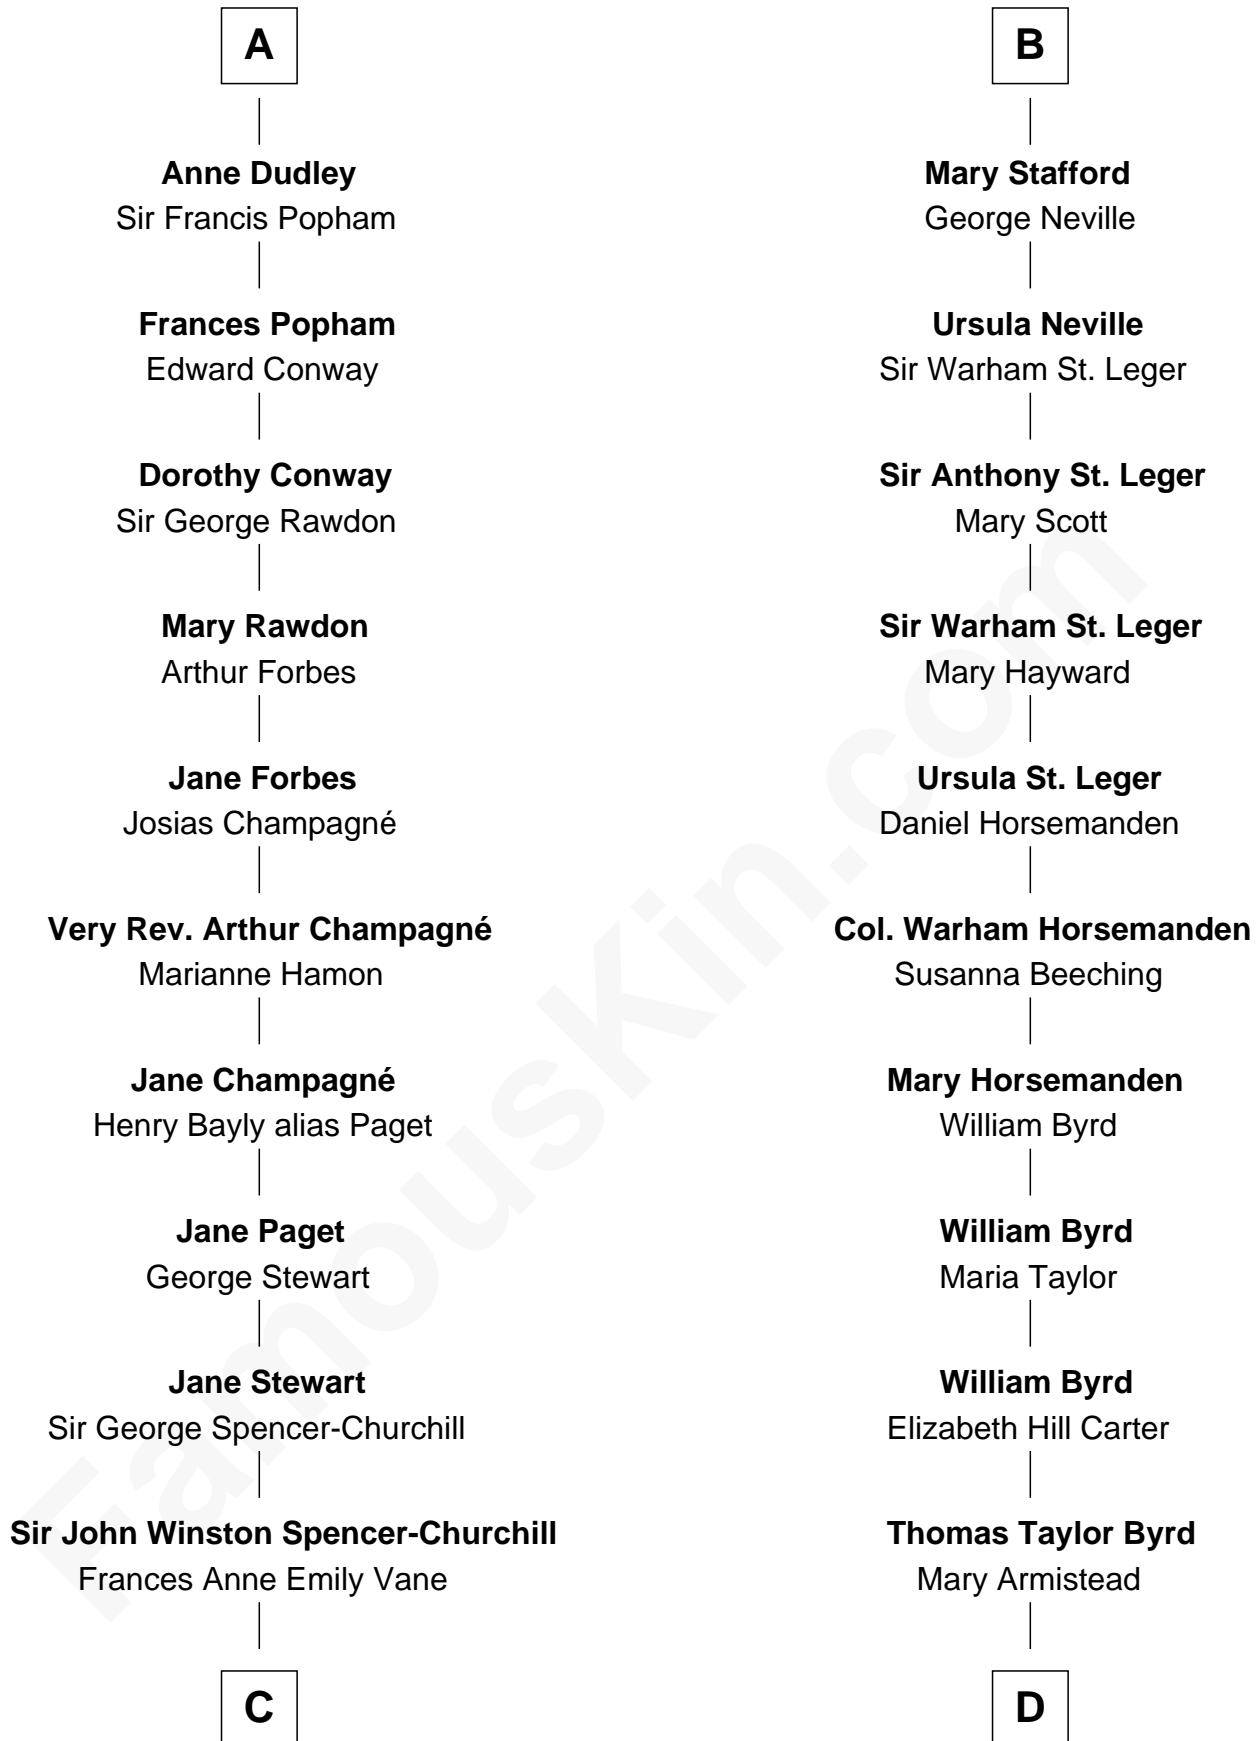 A
Anne Dudley
Sir Francis Popham
Frances Popham
Edward Conway
Dorothy Conway
Sir George Rawdon
Mary Rawdon
Arthur Forbes
Jane Forbes
Josias Champagné
Very Rev. Arthur Champagné
Marianne Hamon
Jane Champagné
Henry Bayly alias Paget
Jane Paget
George Stewart
Jane Stewart
Sir George Spencer-Churchill
Sir John Winston Spencer-Churchill
Frances Anne Emily Vane
C
B
Mary Stafford
George Neville
Ursula Neville
Sir Warham St. Leger
Sir Anthony St. Leger
Mary Scott
Sir Warham St. Leger
Mary Hayward
Ursula St. Leger
Daniel Horsemanden
Col. Warham Horsemanden
Susanna Beeching
Mary Horsemanden
William Byrd
William Byrd
Maria Taylor
William Byrd
Elizabeth Hill Carter
Thomas Taylor Byrd
Mary Armistead
D
FamousKin.com